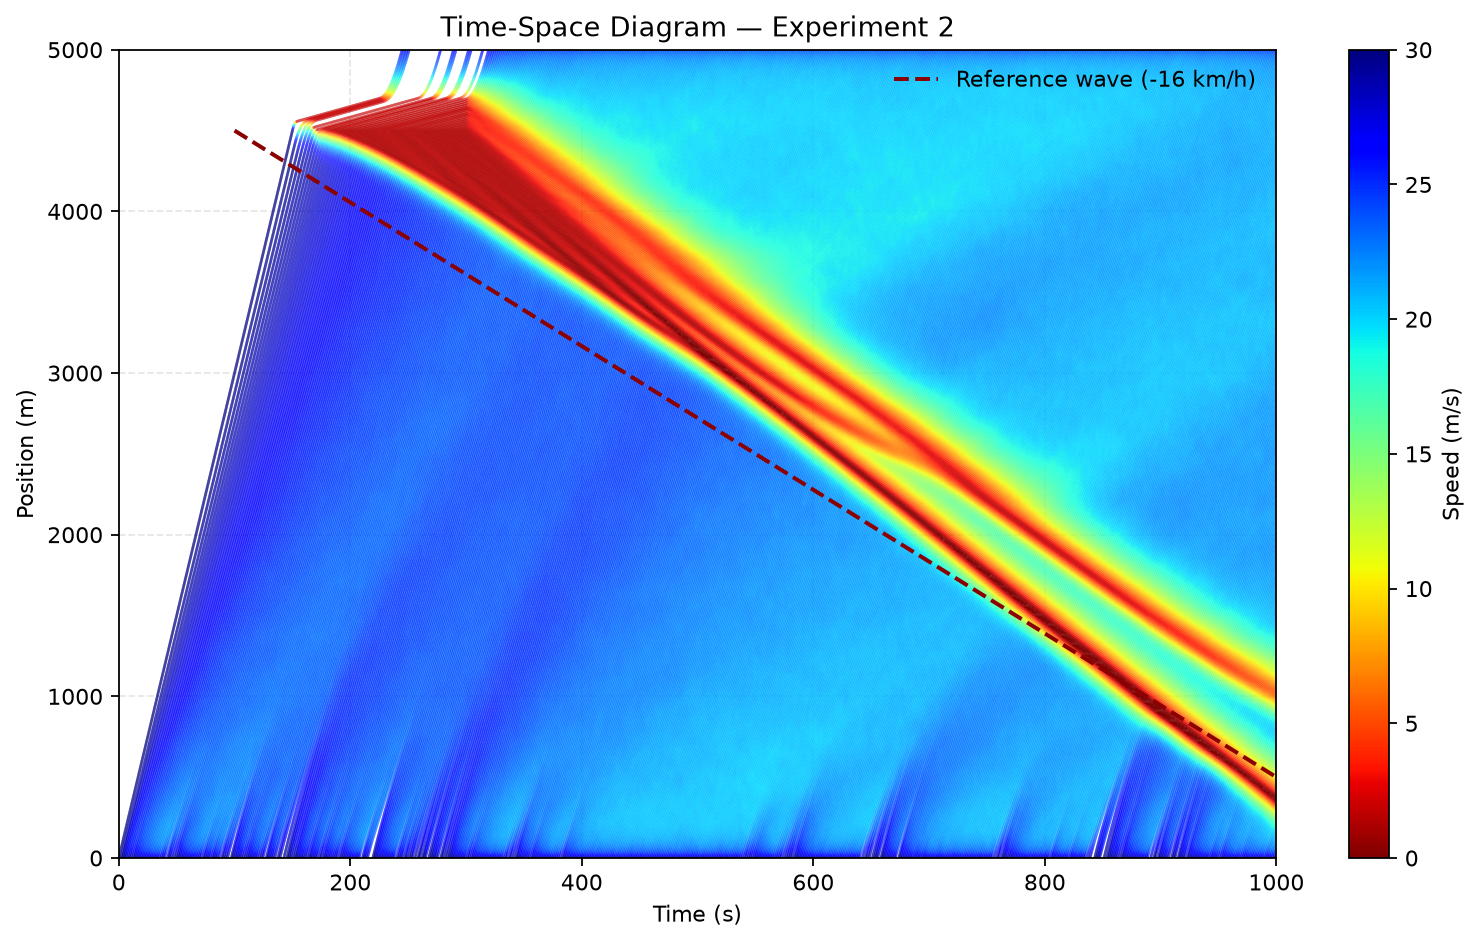 Time-Space Diagram — Experiment 2
Reference wave (-16 km/h)
Position (m)
5000
4000
3000
2000
1000
0
0 200 400 600 800 1000
Time (s)
30
25
20
15
10
5
0
Speed (m/s)